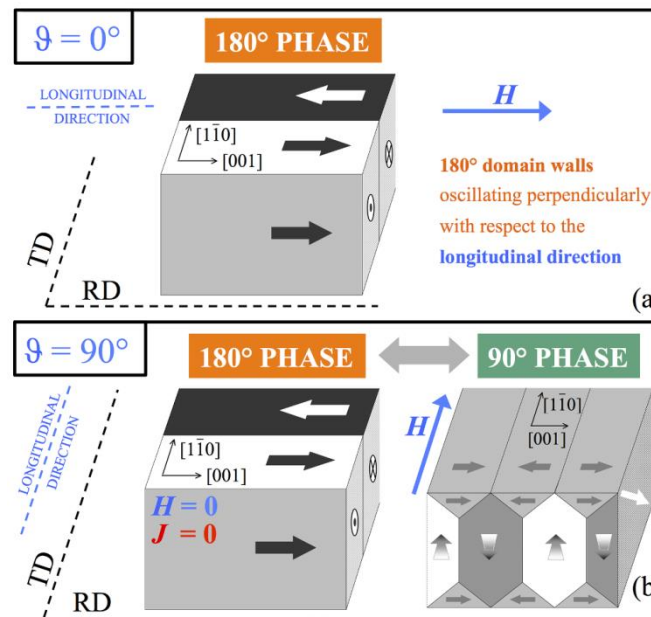 ϑ = 0°
180° PHASE
LONGITUDINAL
DIRECTION
H
[11̄0]
[001]
180° domain walls
oscillating perpendicularly
with respect to the
longitudinal direction
TD
RD
(a
ϑ = 90°
180° PHASE
90° PHASE
LONGITUDINAL
DIRECTION
[11̄0]
[001]
H
[11̄0]
[001]
H = 0
J = 0
TD
RD
(b